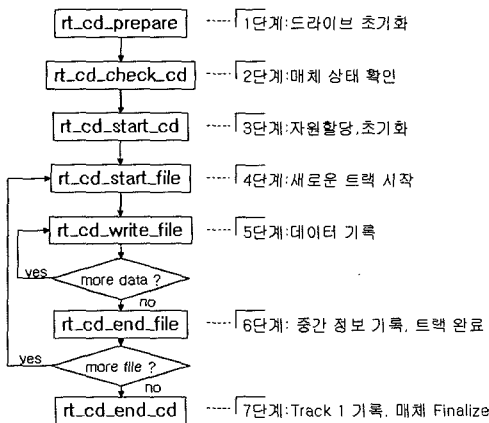 rt_cd_prepare 1단계:드라이브 초기화
rt_cd_check_cd 2단계:매체 상태 확인
rt_cd_start_cd 3단계:자원할당,초기화
rt_cd_start_file 4단계:새로운 트랙 시작
rt_cd_write_file 5단계:데이터 기록
yes
more data ?
no
rt_cd_end_file 6단계: 중간 정보 기록, 트랙 완료
yes
more file ?
no
rt_cd_end_cd 7단계:Track 1 기록, 매체 Finalize